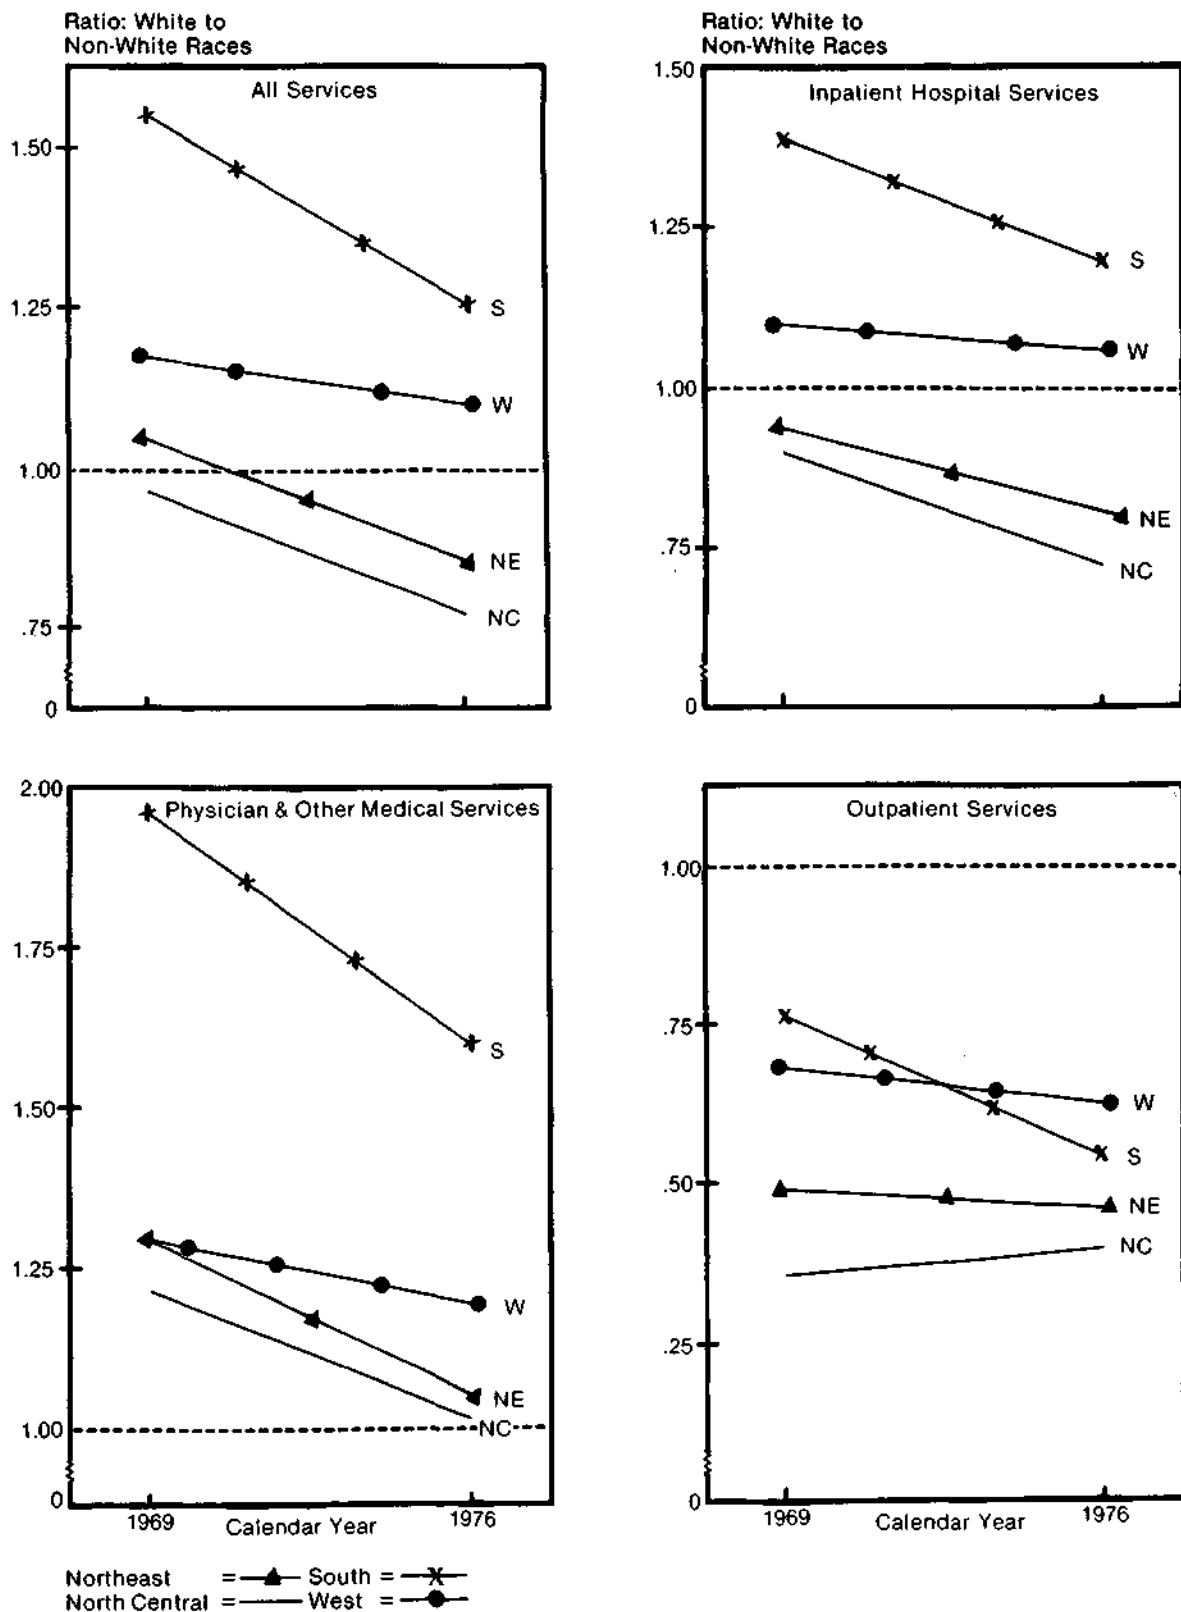 Ratio: White to
Non-White Races
All Services
1.50
1.25
1.00
.75
0
S
W
NE
NC
Ratio: White to
Non-White Races
1.50
Inpatient Hospital Services
1.25
1.00
.75
0
S
W
NE
NC
2.00
Physician & Other Medical Services
1.75
1.50
1.25
1.00
0
S
W
NE
NC
1969
Calendar Year
1976
Outpatient Services
1.00
.75
.50
.25
0
W
S
NE
NC
1969
Calendar Year
1976
Northeast = South =
North Central = West =